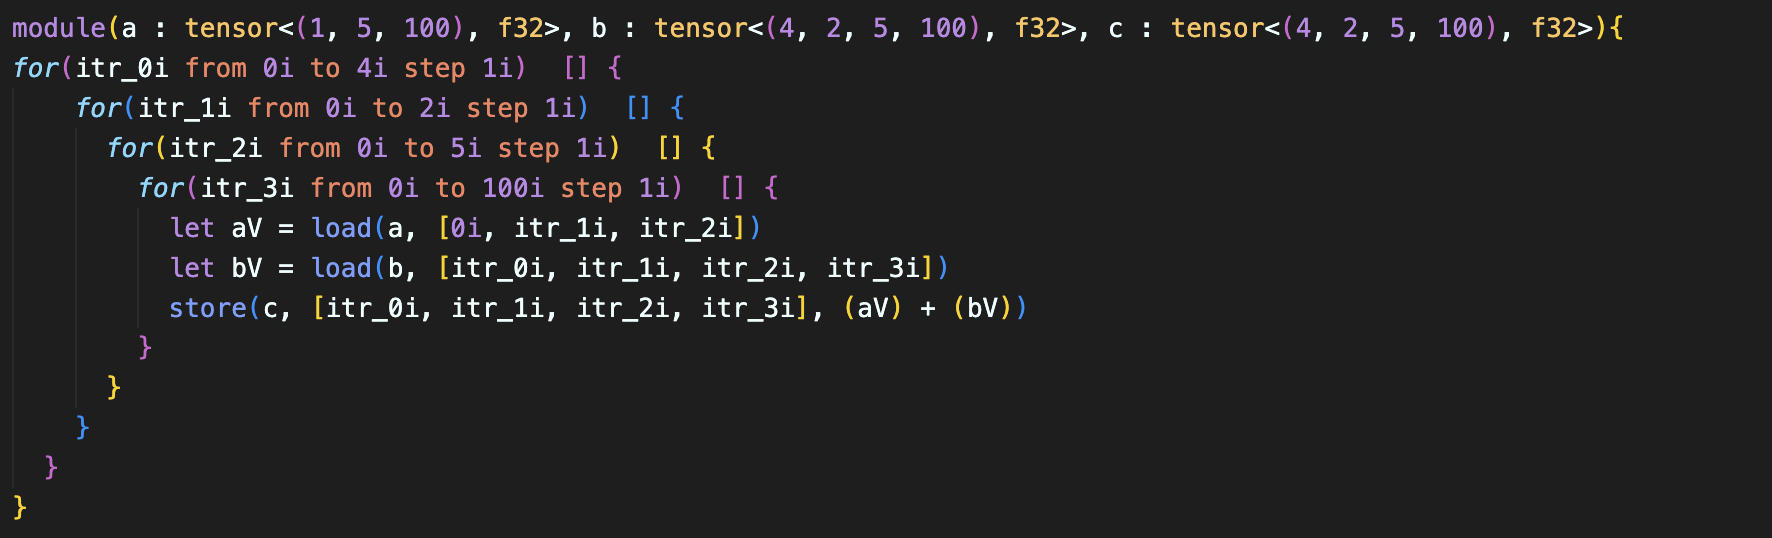 module(a : tensor<(1, 5, 100), f32>, b : tensor<(4, 2, 5, 100), f32>, c : tensor<(4, 2, 5, 100), f32>){
for(itr_0i from 0i to 4i step 1i)  [] {
    for(itr_1i from 0i to 2i step 1i)  [] {
      for(itr_2i from 0i to 5i step 1i)  [] {
        for(itr_3i from 0i to 100i step 1i)  [] {
          let aV = load(a, [0i, itr_1i, itr_2i])
          let bV = load(b, [itr_0i, itr_1i, itr_2i, itr_3i])
          store(c, [itr_0i, itr_1i, itr_2i, itr_3i], (aV) + (bV))
        }
      }
    }
  }
}